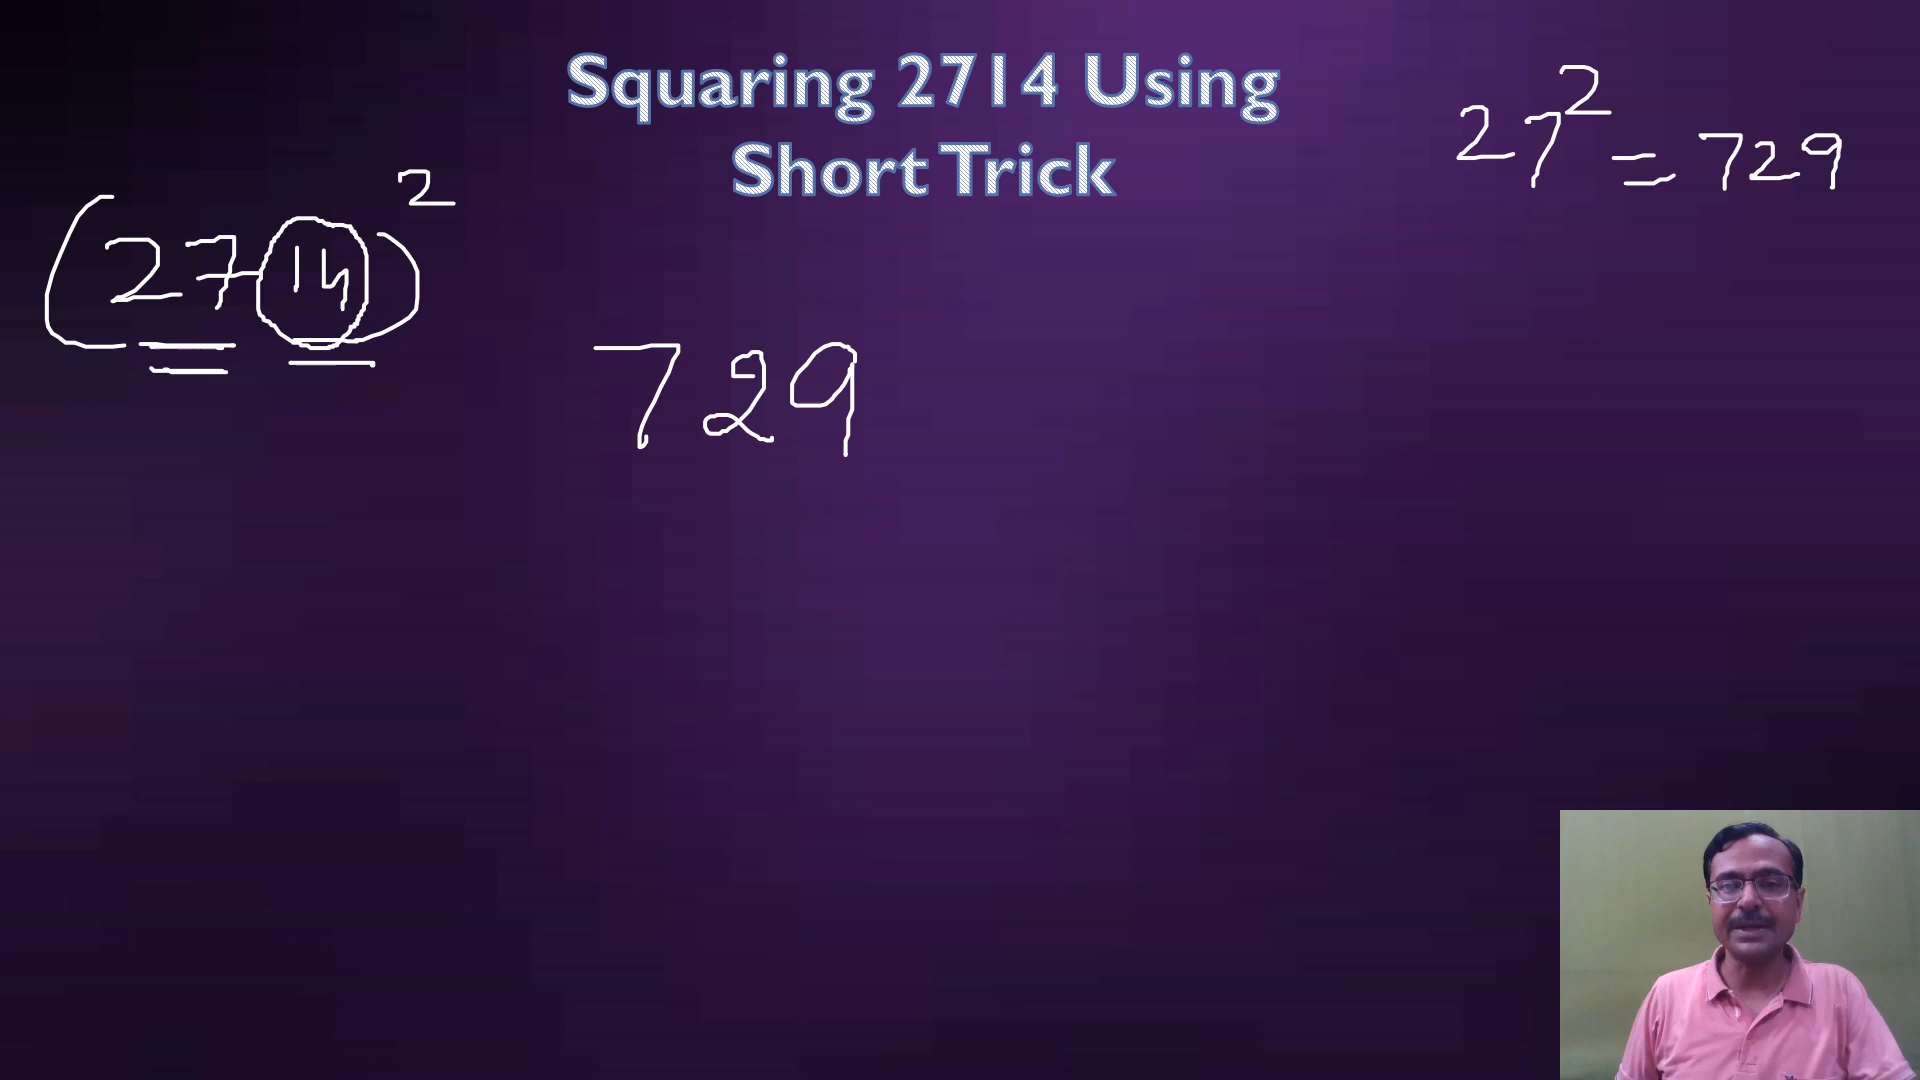 Squaring 2714 Using
Short Trick
27² = 729
(2714)²
729